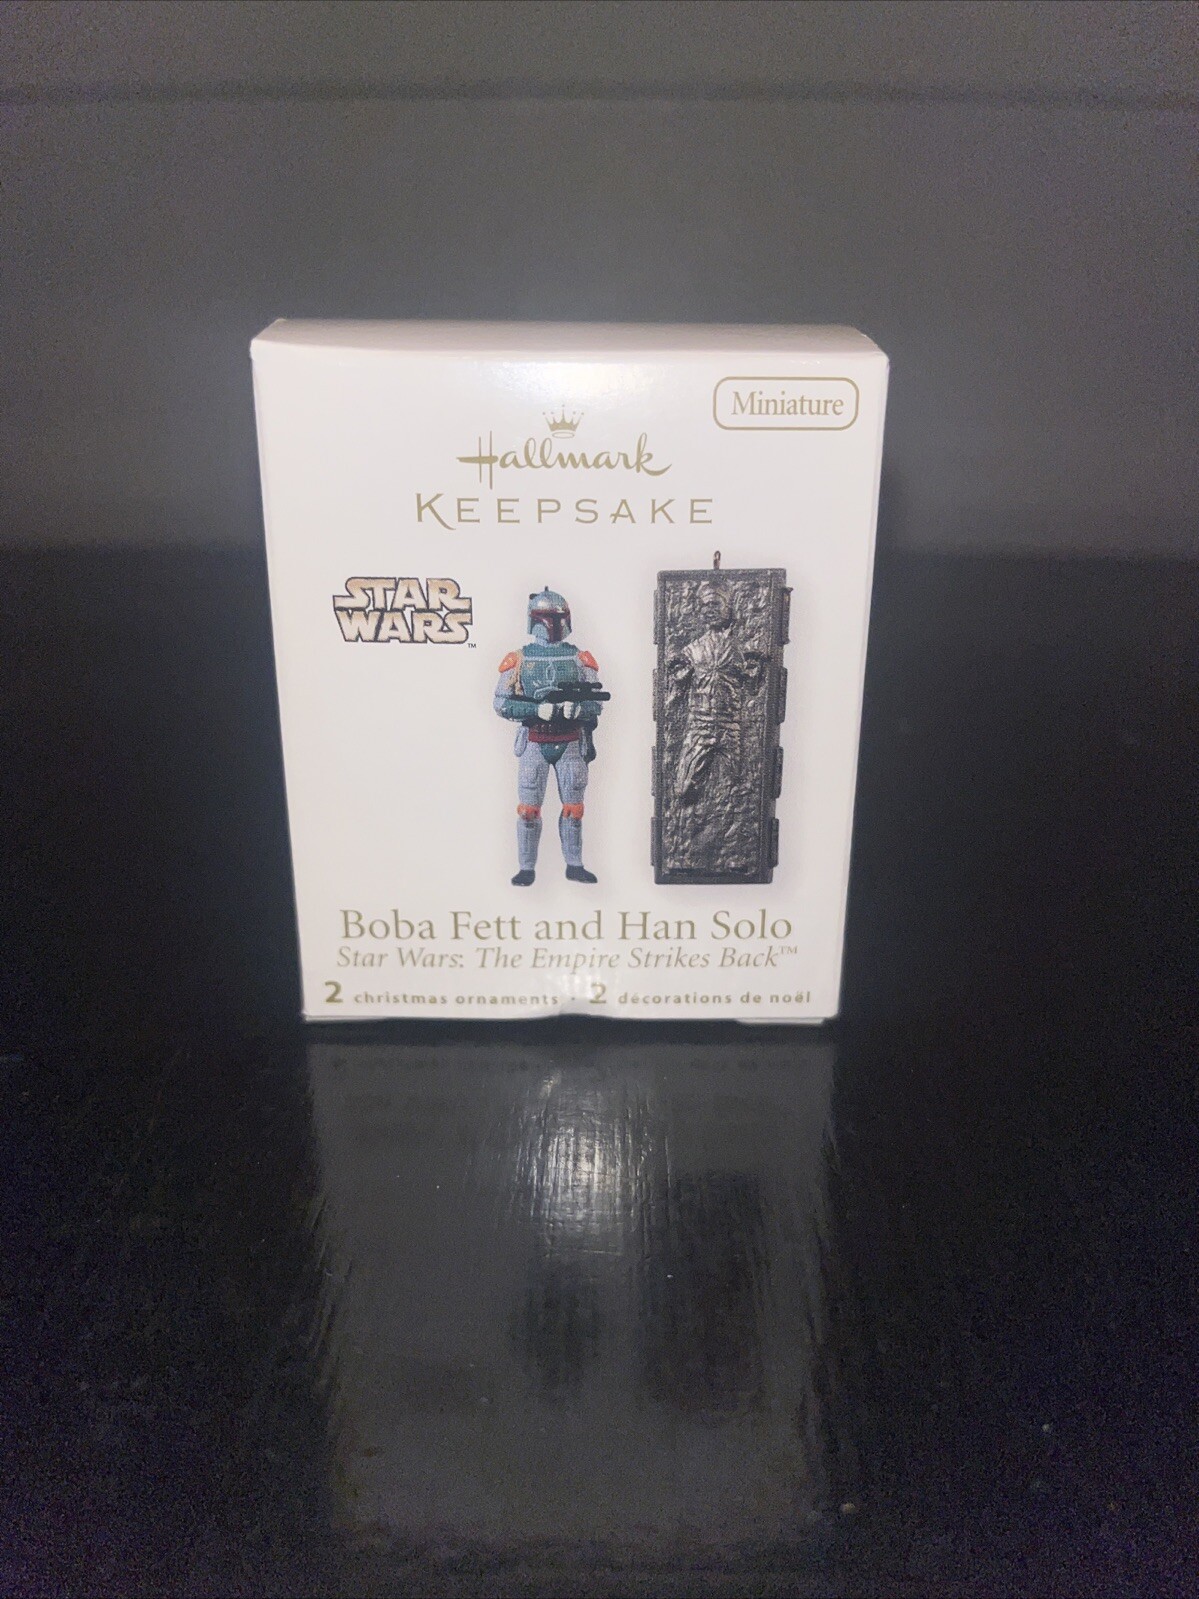 Miniature
Hallmark
KEEPSAKE
STAR
WARS™
Boba Fett and Han Solo
Star Wars: The Empire Strikes Back™
2 christmas ornaments · 2 décorations de noël